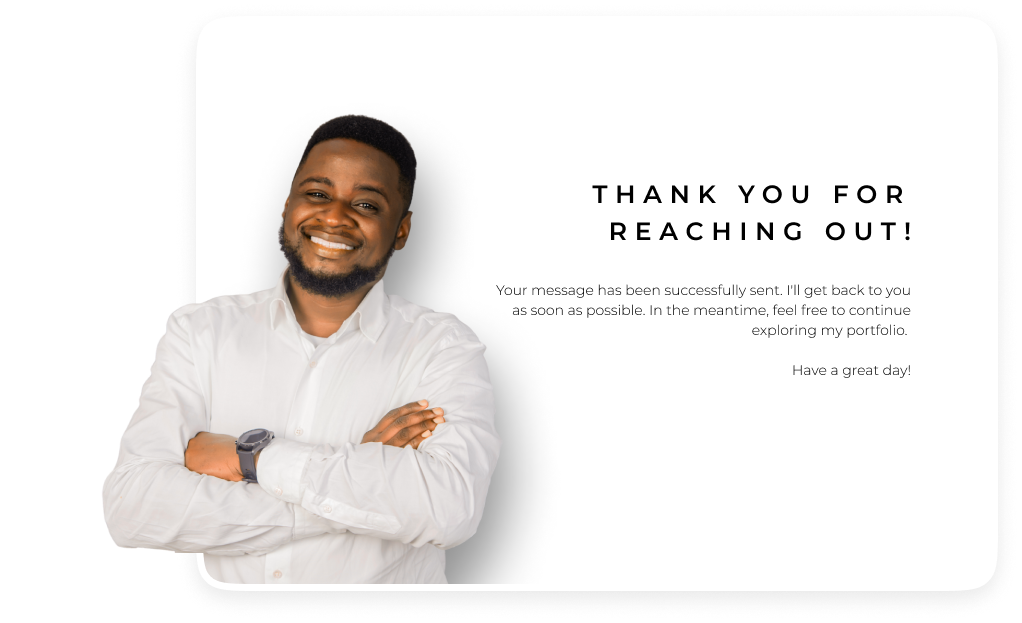 THANK YOU FOR
REACHING OUT!
Your message has been successfully sent. I'll get back to you
as soon as possible. In the meantime, feel free to continue
exploring my portfolio.
Have a great day!